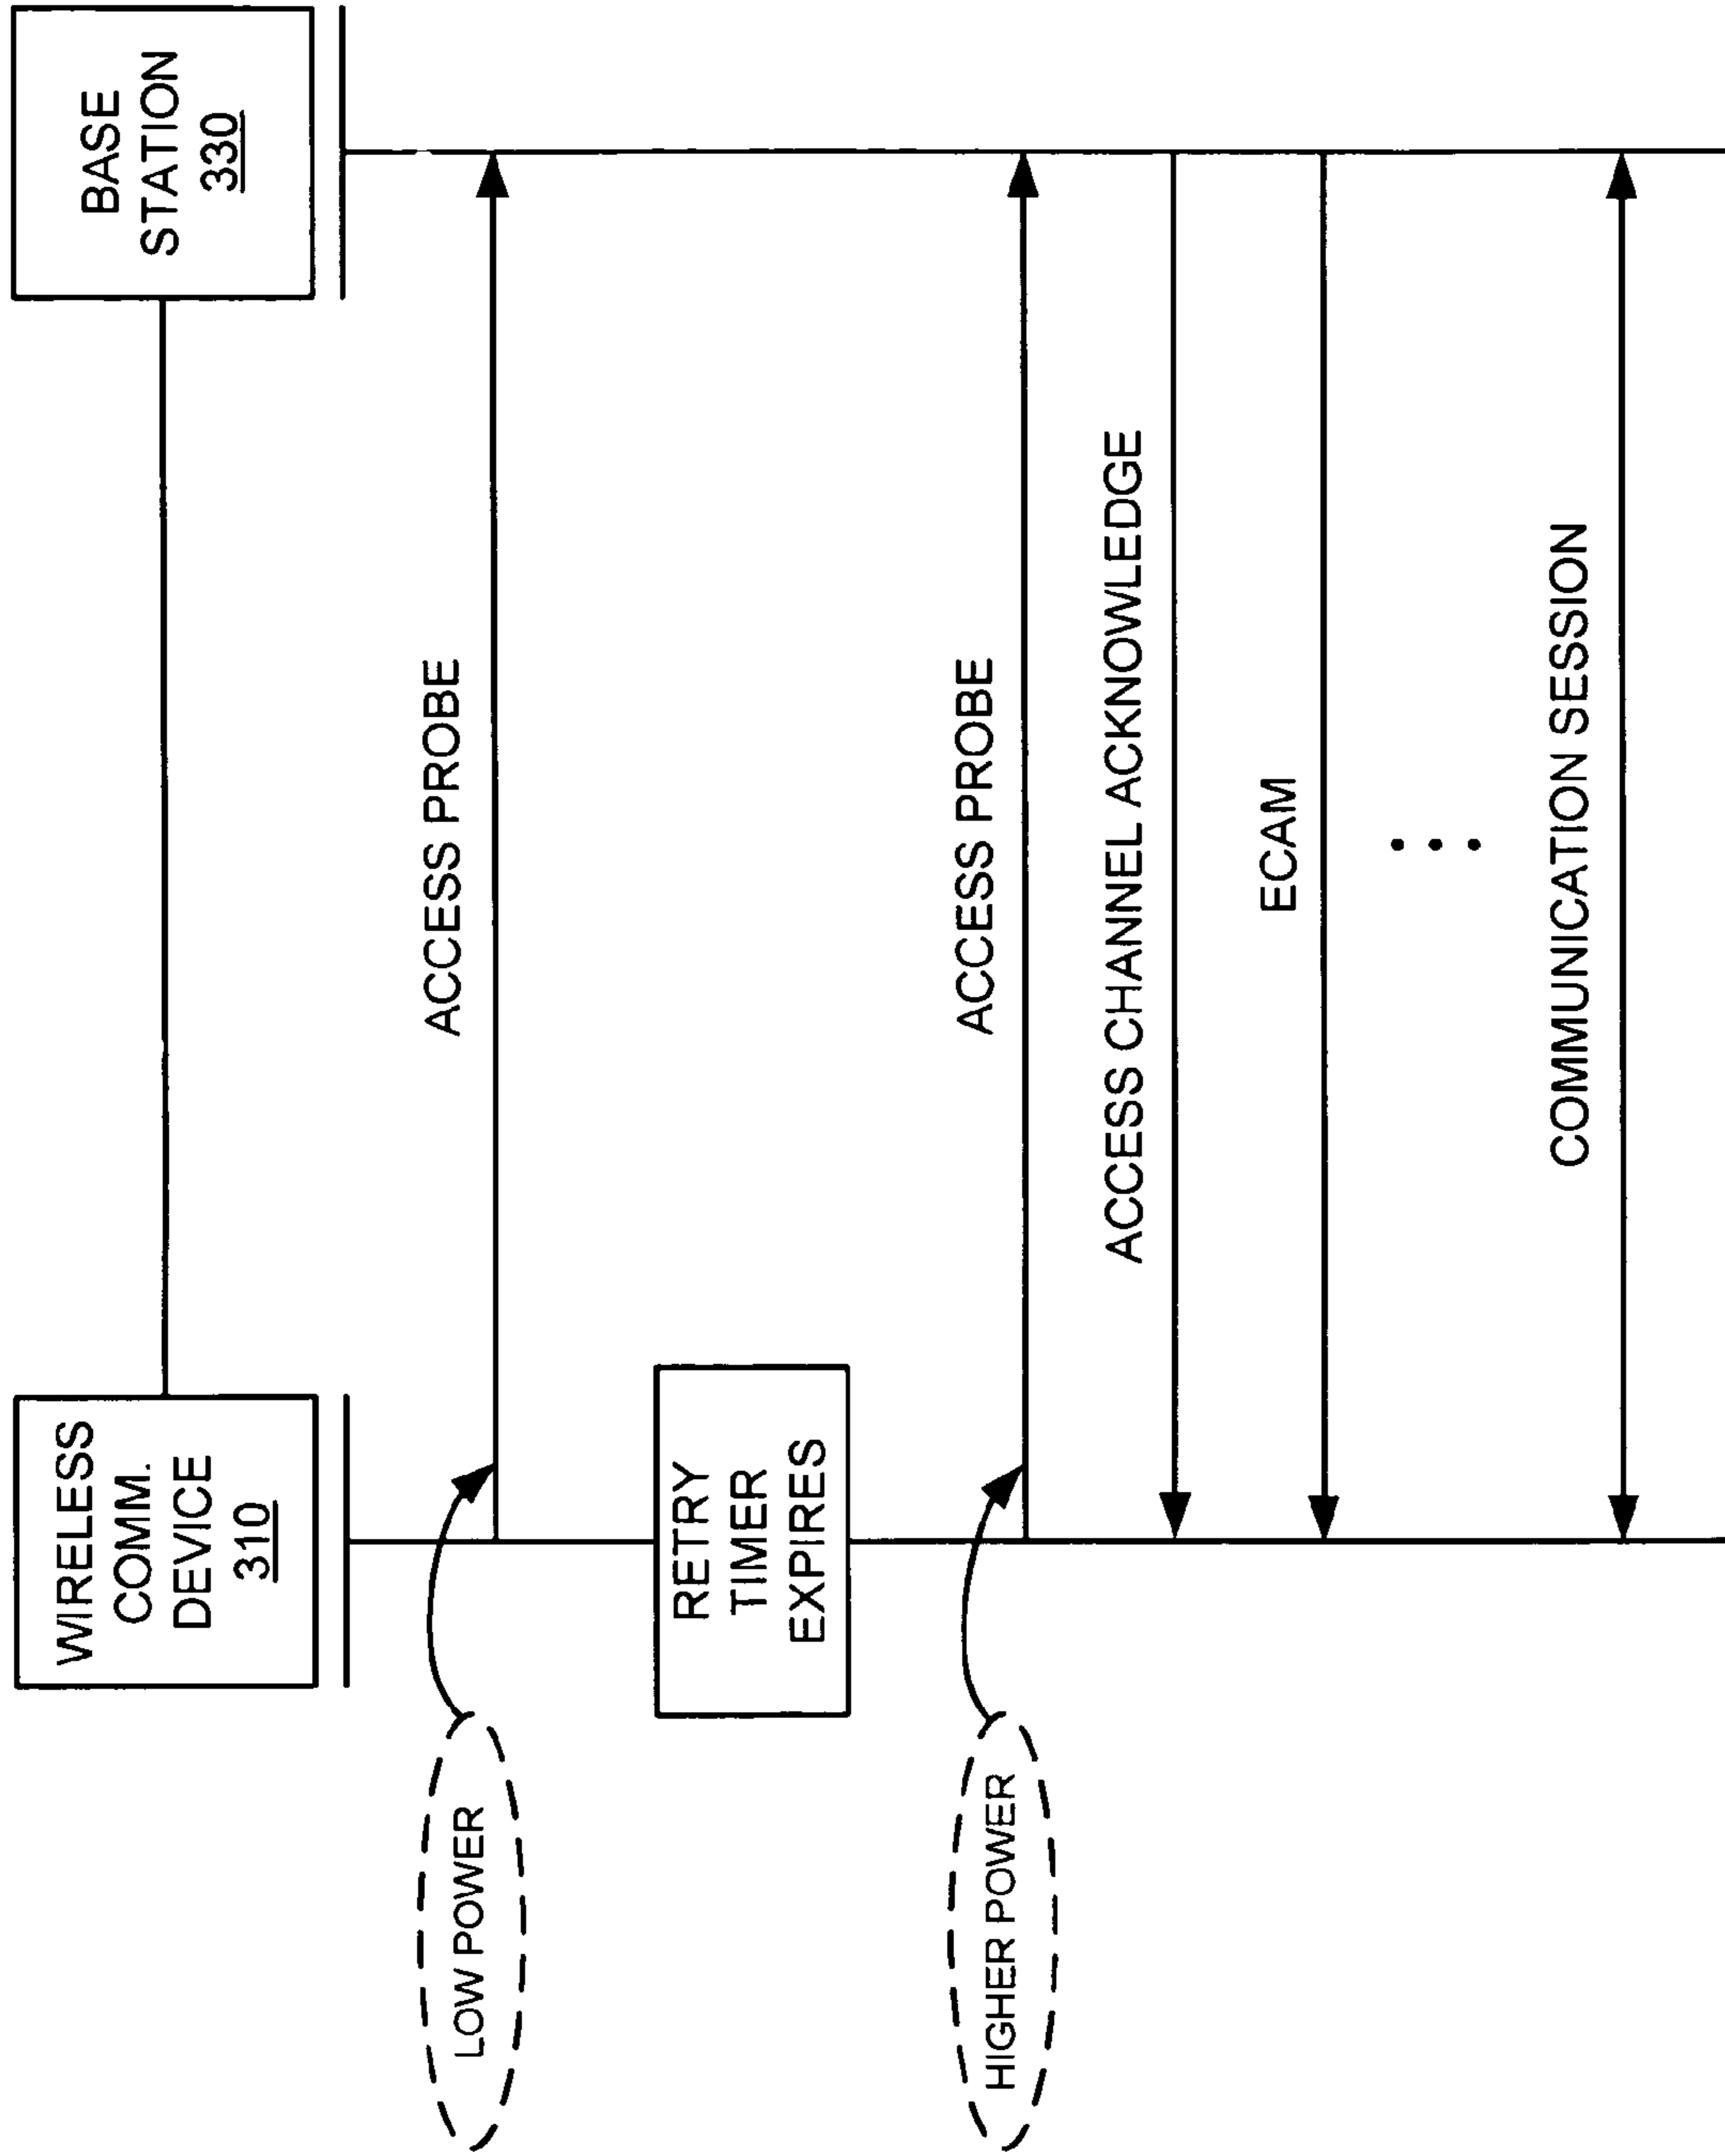 WIRELESS
COMM.
DEVICE
310
BASE
STATION
330
LOW POWER
ACCESS PROBE
RETRY
TIMER
EXPIRES
HIGHER POWER
ACCESS PROBE
ACCESS CHANNEL ACKNOWLEDGE
ECAM
COMMUNICATION SESSION